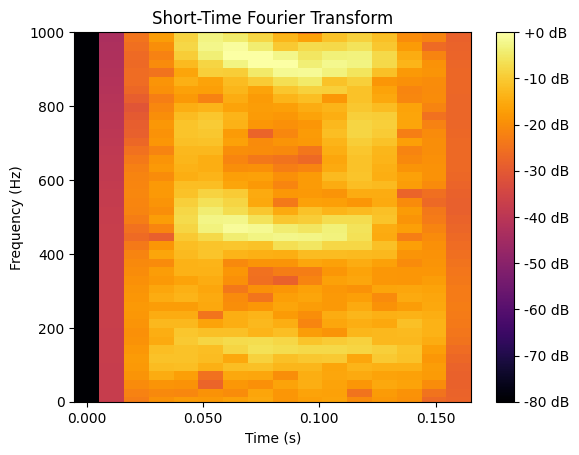 Short-Time Fourier Transform
1000
800
600
400
200
0
Frequency (Hz)
0.000
0.050
0.100
0.150
Time (s)
+0 dB
-10 dB
-20 dB
-30 dB
-40 dB
-50 dB
-60 dB
-70 dB
-80 dB